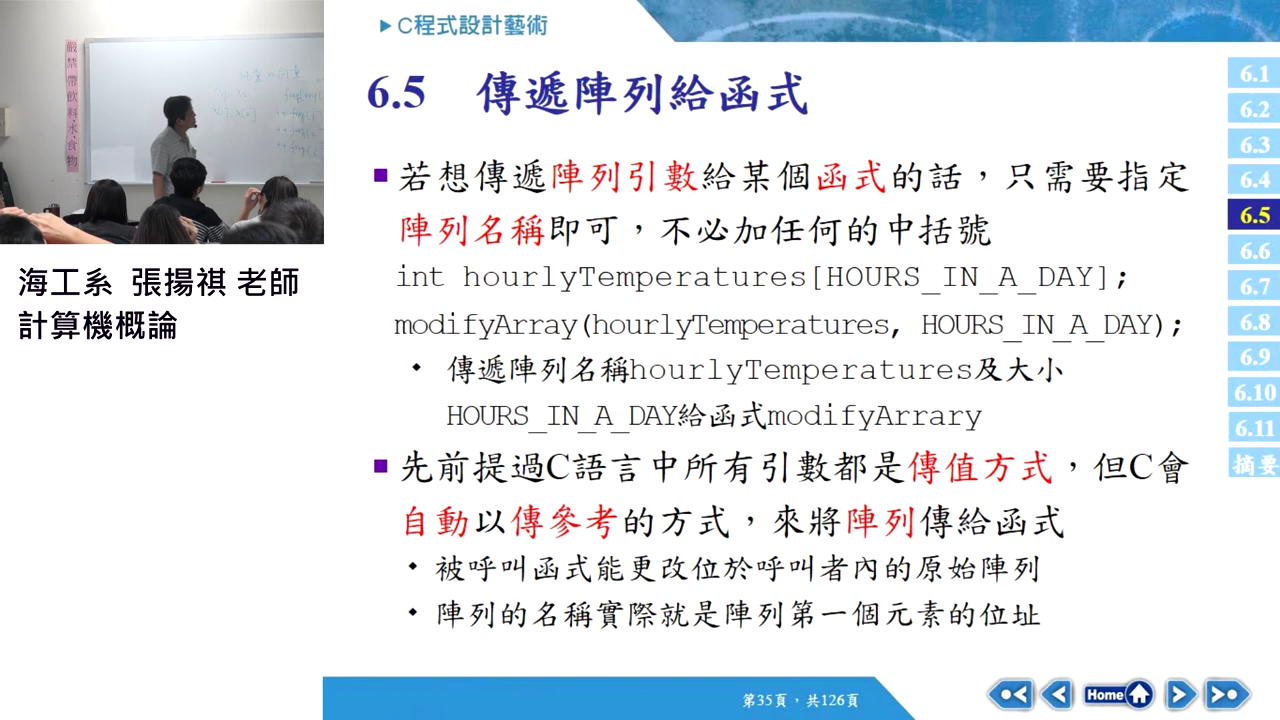 C程式設計藝術
6.5 傳遞陣列給函式
若想傳遞陣列引數給某個函式的話，只需要指定
陣列名稱即可，不必加任何的中括號
int hourlyTemperatures[HOURS_IN_A_DAY];
modifyArray(hourlyTemperatures, HOURS_IN_A_DAY);
傳遞陣列名稱hourlyTemperatures及大小
HOURS_IN_A_DAY給函式modifyArrary
先前提過C語言中所有引數都是傳值方式，但C會
自動以傳參考的方式，來將陣列傳給函式
被呼叫函式能更改位於呼叫者內的原始陣列
陣列的名稱實際就是陣列第一個元素的位址
6.1
6.2
6.3
6.4
6.5
6.6
6.7
6.8
6.9
6.10
6.11
摘要
嚴禁帶飲料水食物
海工系 張揚祺 老師
計算機概論
第35頁，共126頁
Home